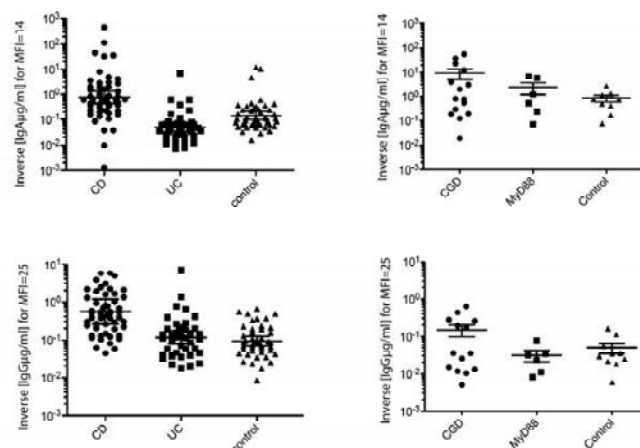 Inverse [IgAµg/ml] for MFI=14
10³
10²
10¹
10⁰
10⁻¹
10⁻²
10⁻³
CD
UC
control
Inverse [IgAµg/ml] for MFI=14
10³
10²
10¹
10⁰
10⁻¹
10⁻²
10⁻³
CGD
MyD88
Control
Inverse [IgGµg/ml] for MFI=25
10¹
10⁰
10⁻¹
10⁻²
10⁻³
CD
UC
control
Inverse [IgGµg/ml] for MFI=25
10¹
10⁰
10⁻¹
10⁻²
10⁻³
CGD
MyD88
Control